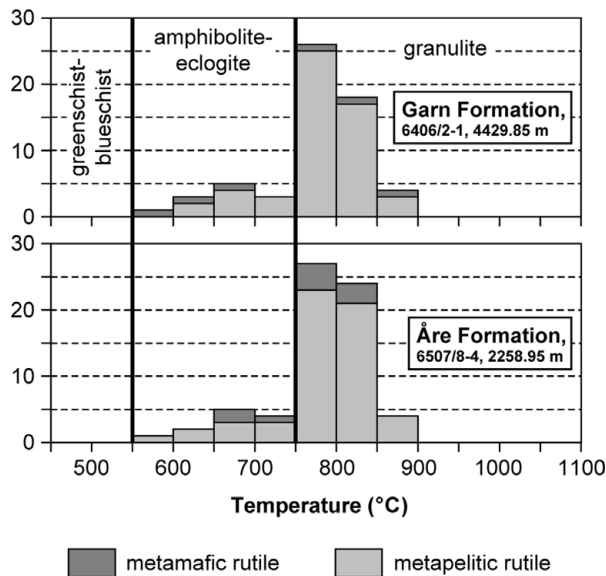 30
20
10
0
greenschist-
blueschist
amphibolite-
eclogite
granulite
Garn Formation,
6406/2-1, 4429.85 m
30
20
10
0
Åre Formation,
6507/8-4, 2258.95 m
500 600 700 800 900 1000 1100
Temperature (°C)
metamafic rutile metapelitic rutile